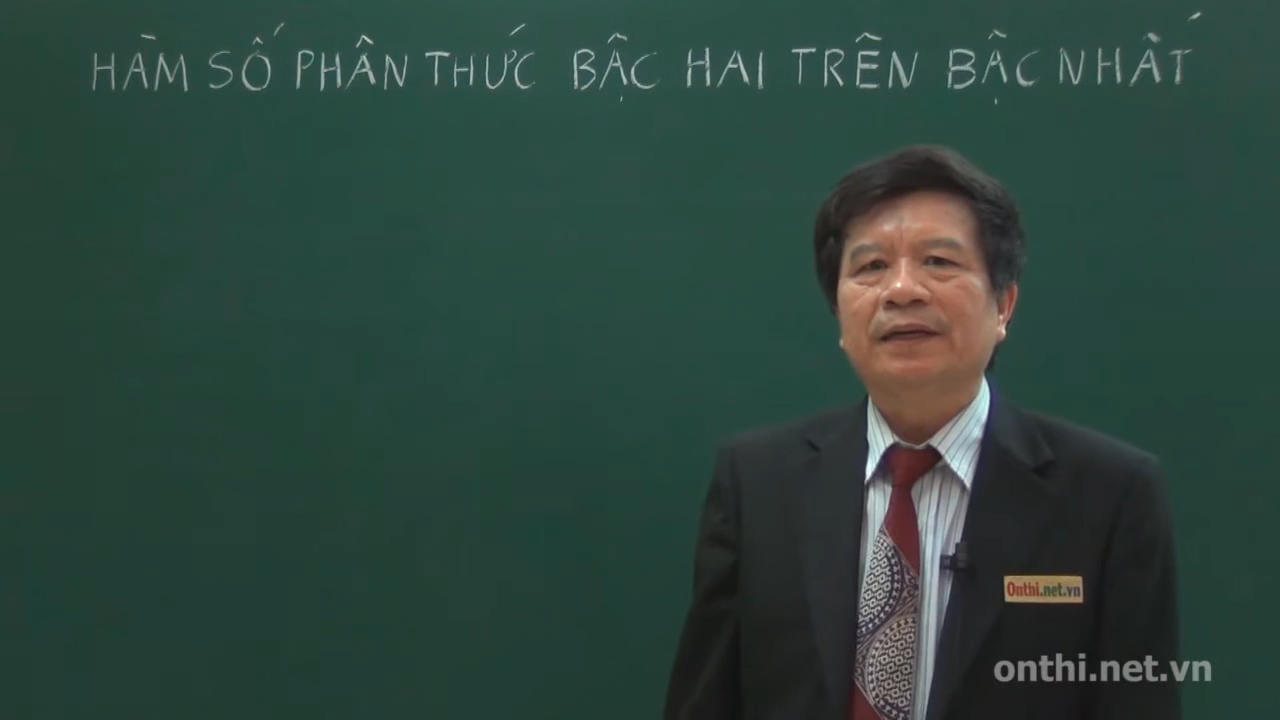 HÀM SỐ PHÂN THỨC BẬC HAI TRÊN BẬC NHẤT
Onthi.net.vn
onthi.net.vn